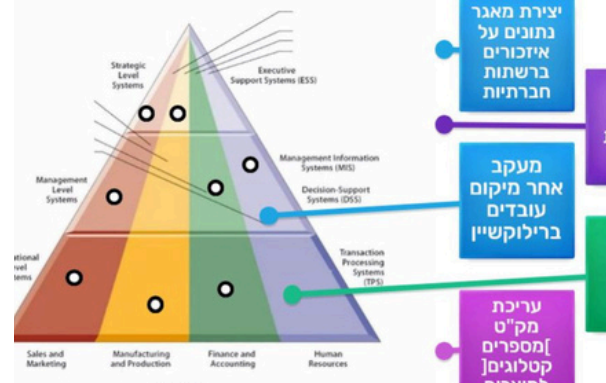 יצירת מאגר
נתונים על
איזכורים
ברשתות
חברתיות
Strategic
Level
Systems
Executive
Support Systems (ESS)
Management Information
Systems (MIS)
Management
Level
Systems
Decision-Support
Systems (DSS)
מעקב
אחר מיקום
עובדים
ברילוקשיין
Transaction
Processing
Systems
(TPS)
עריכת
מק"ט
]מספרים
קטלוגים[
Sales and
Marketing
Manufacturing
and Production
Finance and
Accounting
Human
Resources